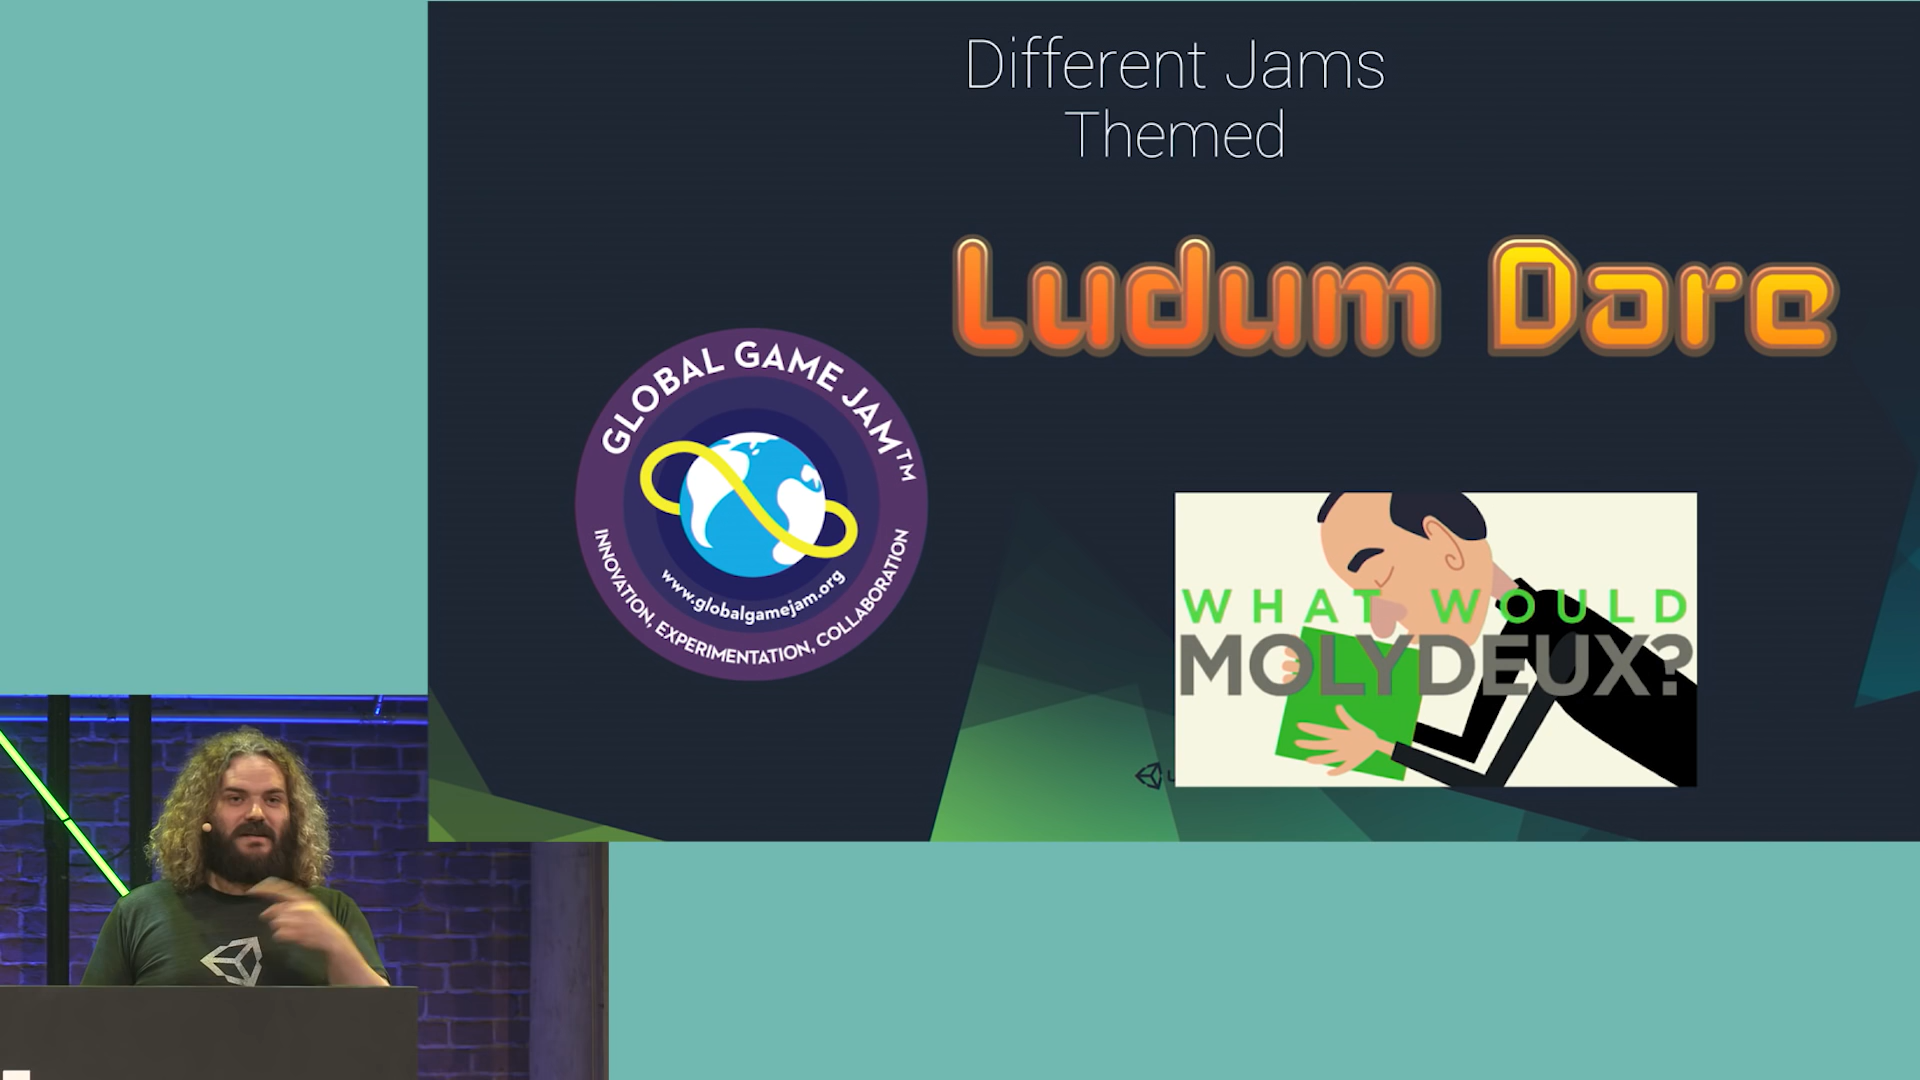 Different Jams
Themed
Ludum Dare
GLOBAL GAME JAM™
www.globalgamejam.org
INNOVATION, EXPERIMENTATION, COLLABORATION
WHAT WOULD
MOLYDEUX?